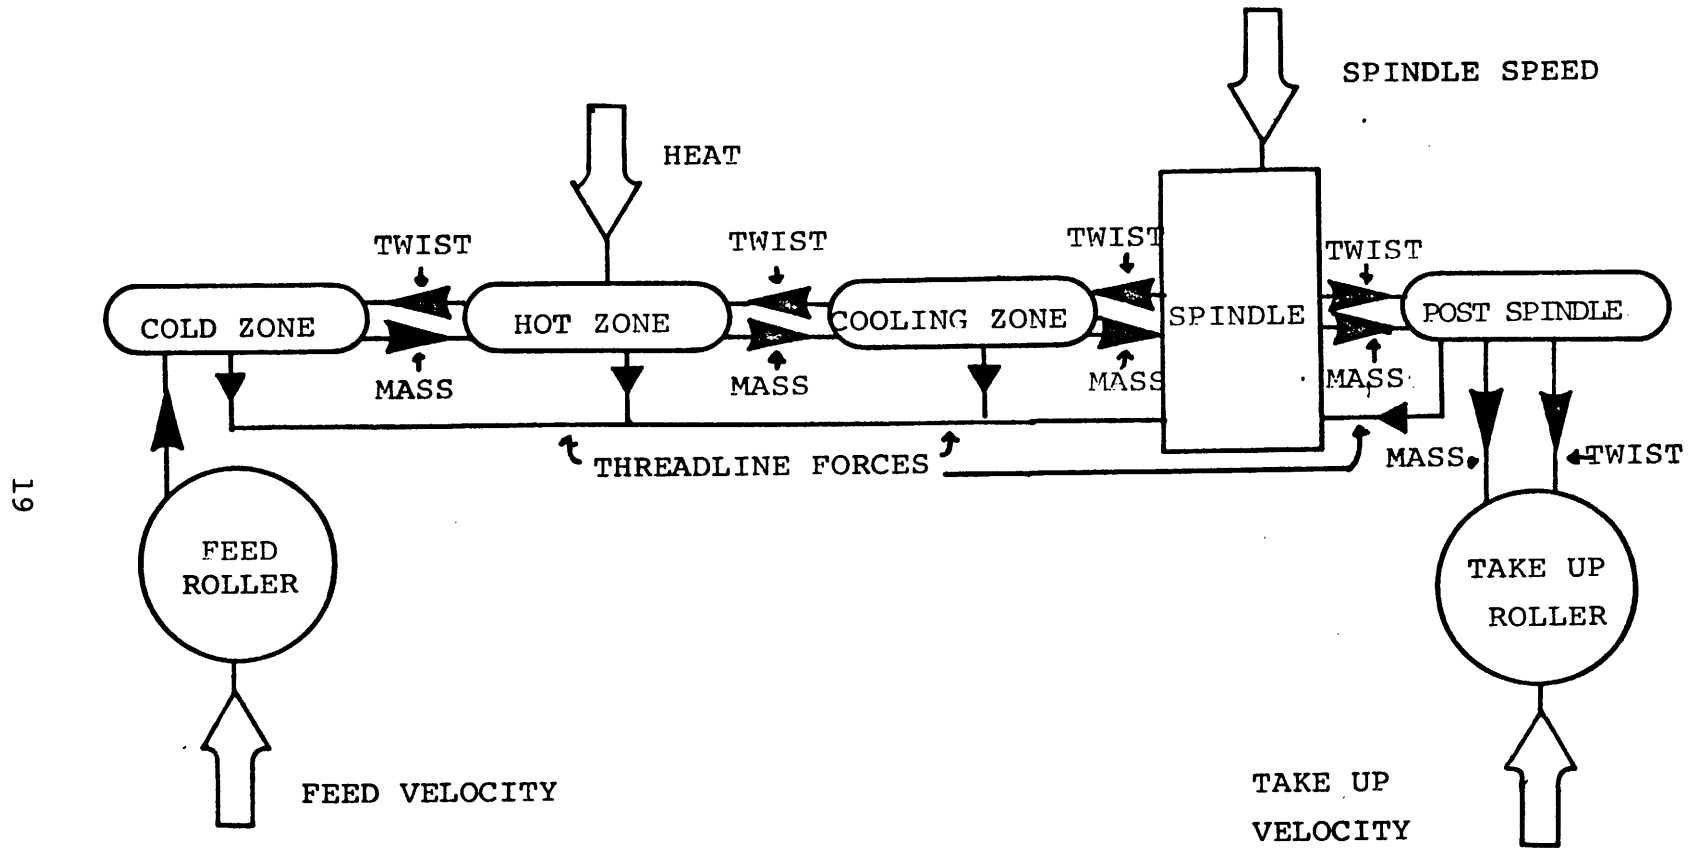 SPINDLE SPEED
HEAT
TWIST
TWIST
TWIST
TWIST
COLD ZONE
HOT ZONE
COOLING ZONE
SPINDLE
POST SPINDLE
MASS
MASS
MASS
MASS
THREADLINE FORCES
MASS
TWIST
19
FEED
ROLLER
TAKE UP
ROLLER
FEED VELOCITY
TAKE UP
VELOCITY